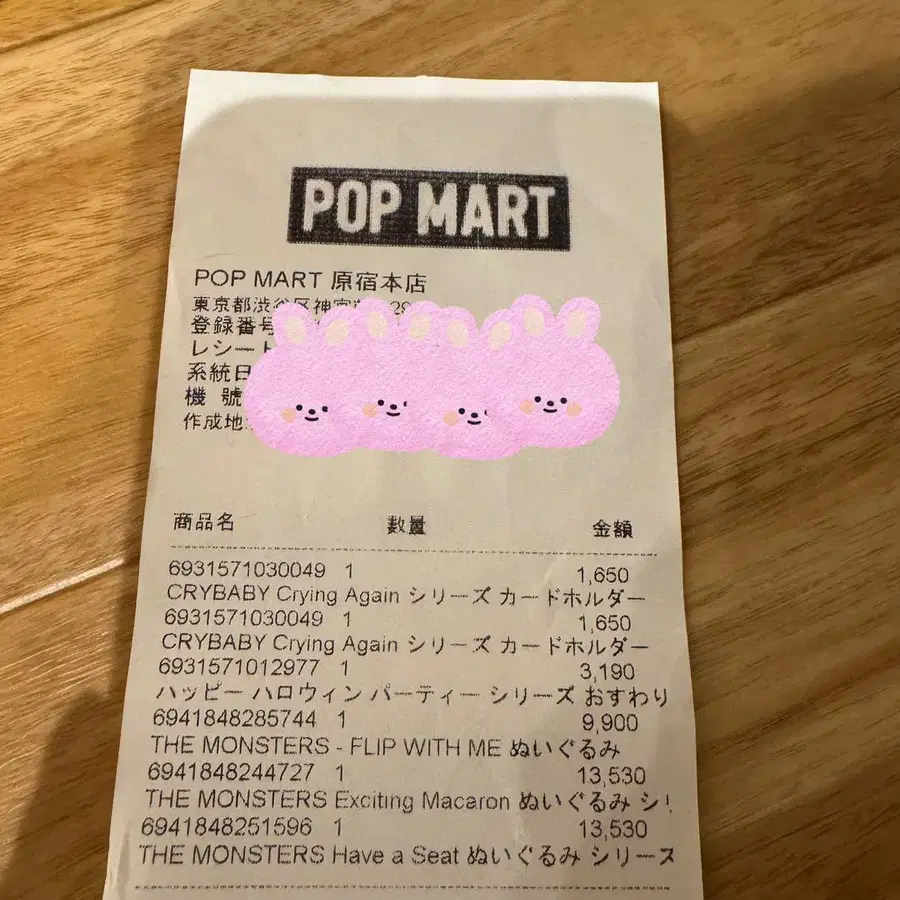 POP MART
POP MART 原宿本店
東京都渋谷区神宮
登録番号
レシート
系統日
機 號
作成地
商品名 数量 金額
6931571030049 1 1,650
CRYBABY Crying Again シリーズ カードホルダー
6931571030049 1 1,650
CRYBABY Crying Again シリーズ カードホルダー
6931571012977 1 3,190
ハッピー ハロウィン パーティー シリーズ おすわり
6941848285744 1 9,900
THE MONSTERS - FLIP WITH ME ぬいぐるみ
6941848244727 1 13,530
THE MONSTERS Exciting Macaron ぬいぐるみ シ
6941848251596 1 13,530
THE MONSTERS Have a Seat ぬいぐるみ シリーズ